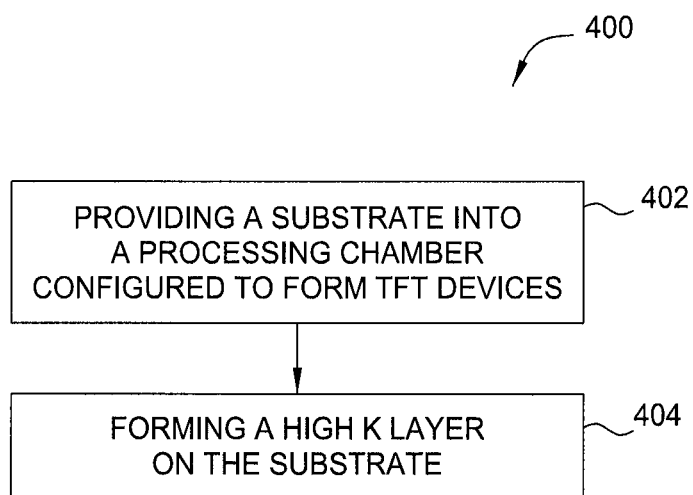 400
PROVIDING A SUBSTRATE INTO
A PROCESSING CHAMBER
CONFIGURED TO FORM TFT DEVICES
402
FORMING A HIGH K LAYER
ON THE SUBSTRATE
404